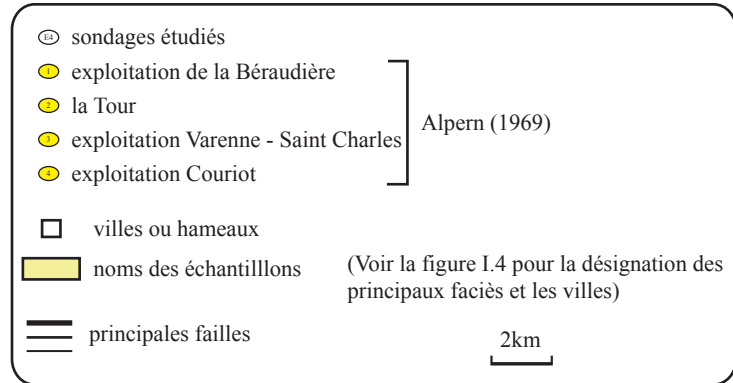 E4 sondages étudiés
1 exploitation de la Béraudière
2 la Tour
3 exploitation Varenne - Saint Charles
4 exploitation Couriot
Alpern (1969)
villes ou hameaux
noms des échantilllons
(Voir la figure I.4 pour la désignation des
principaux faciès et les villes)
principales failles
2km